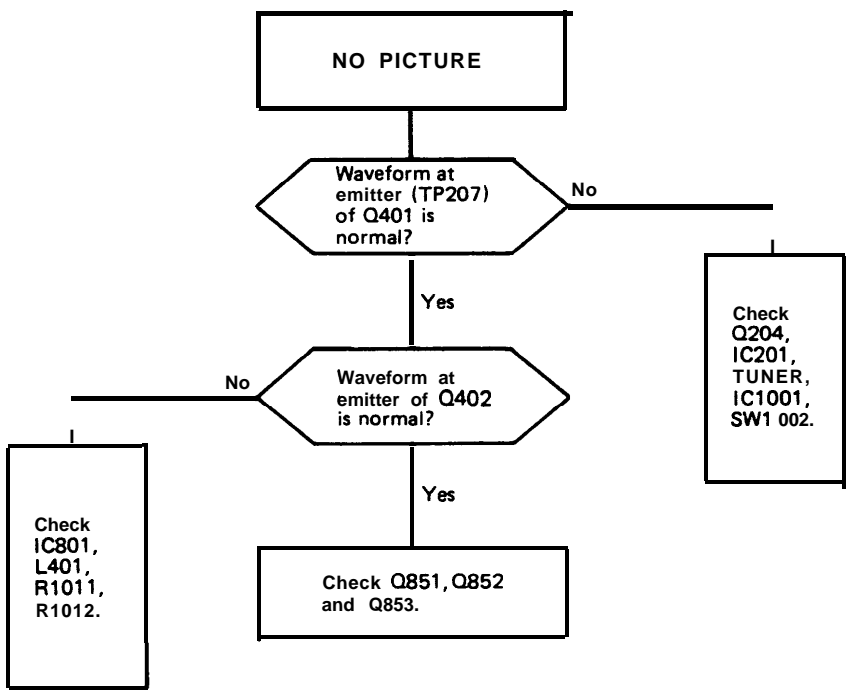 NO PICTURE
Waveform at
emitter (TP207)
of Q401 is
normal?
No
Yes
Check
Q204,
IC201,
TUNER,
IC1001,
SW1 002.
Waveform at
emitter of Q402
is normal?
No
Yes
Check
IC801,
L401,
R1011,
R1012.
Check Q851, Q852
and Q853.